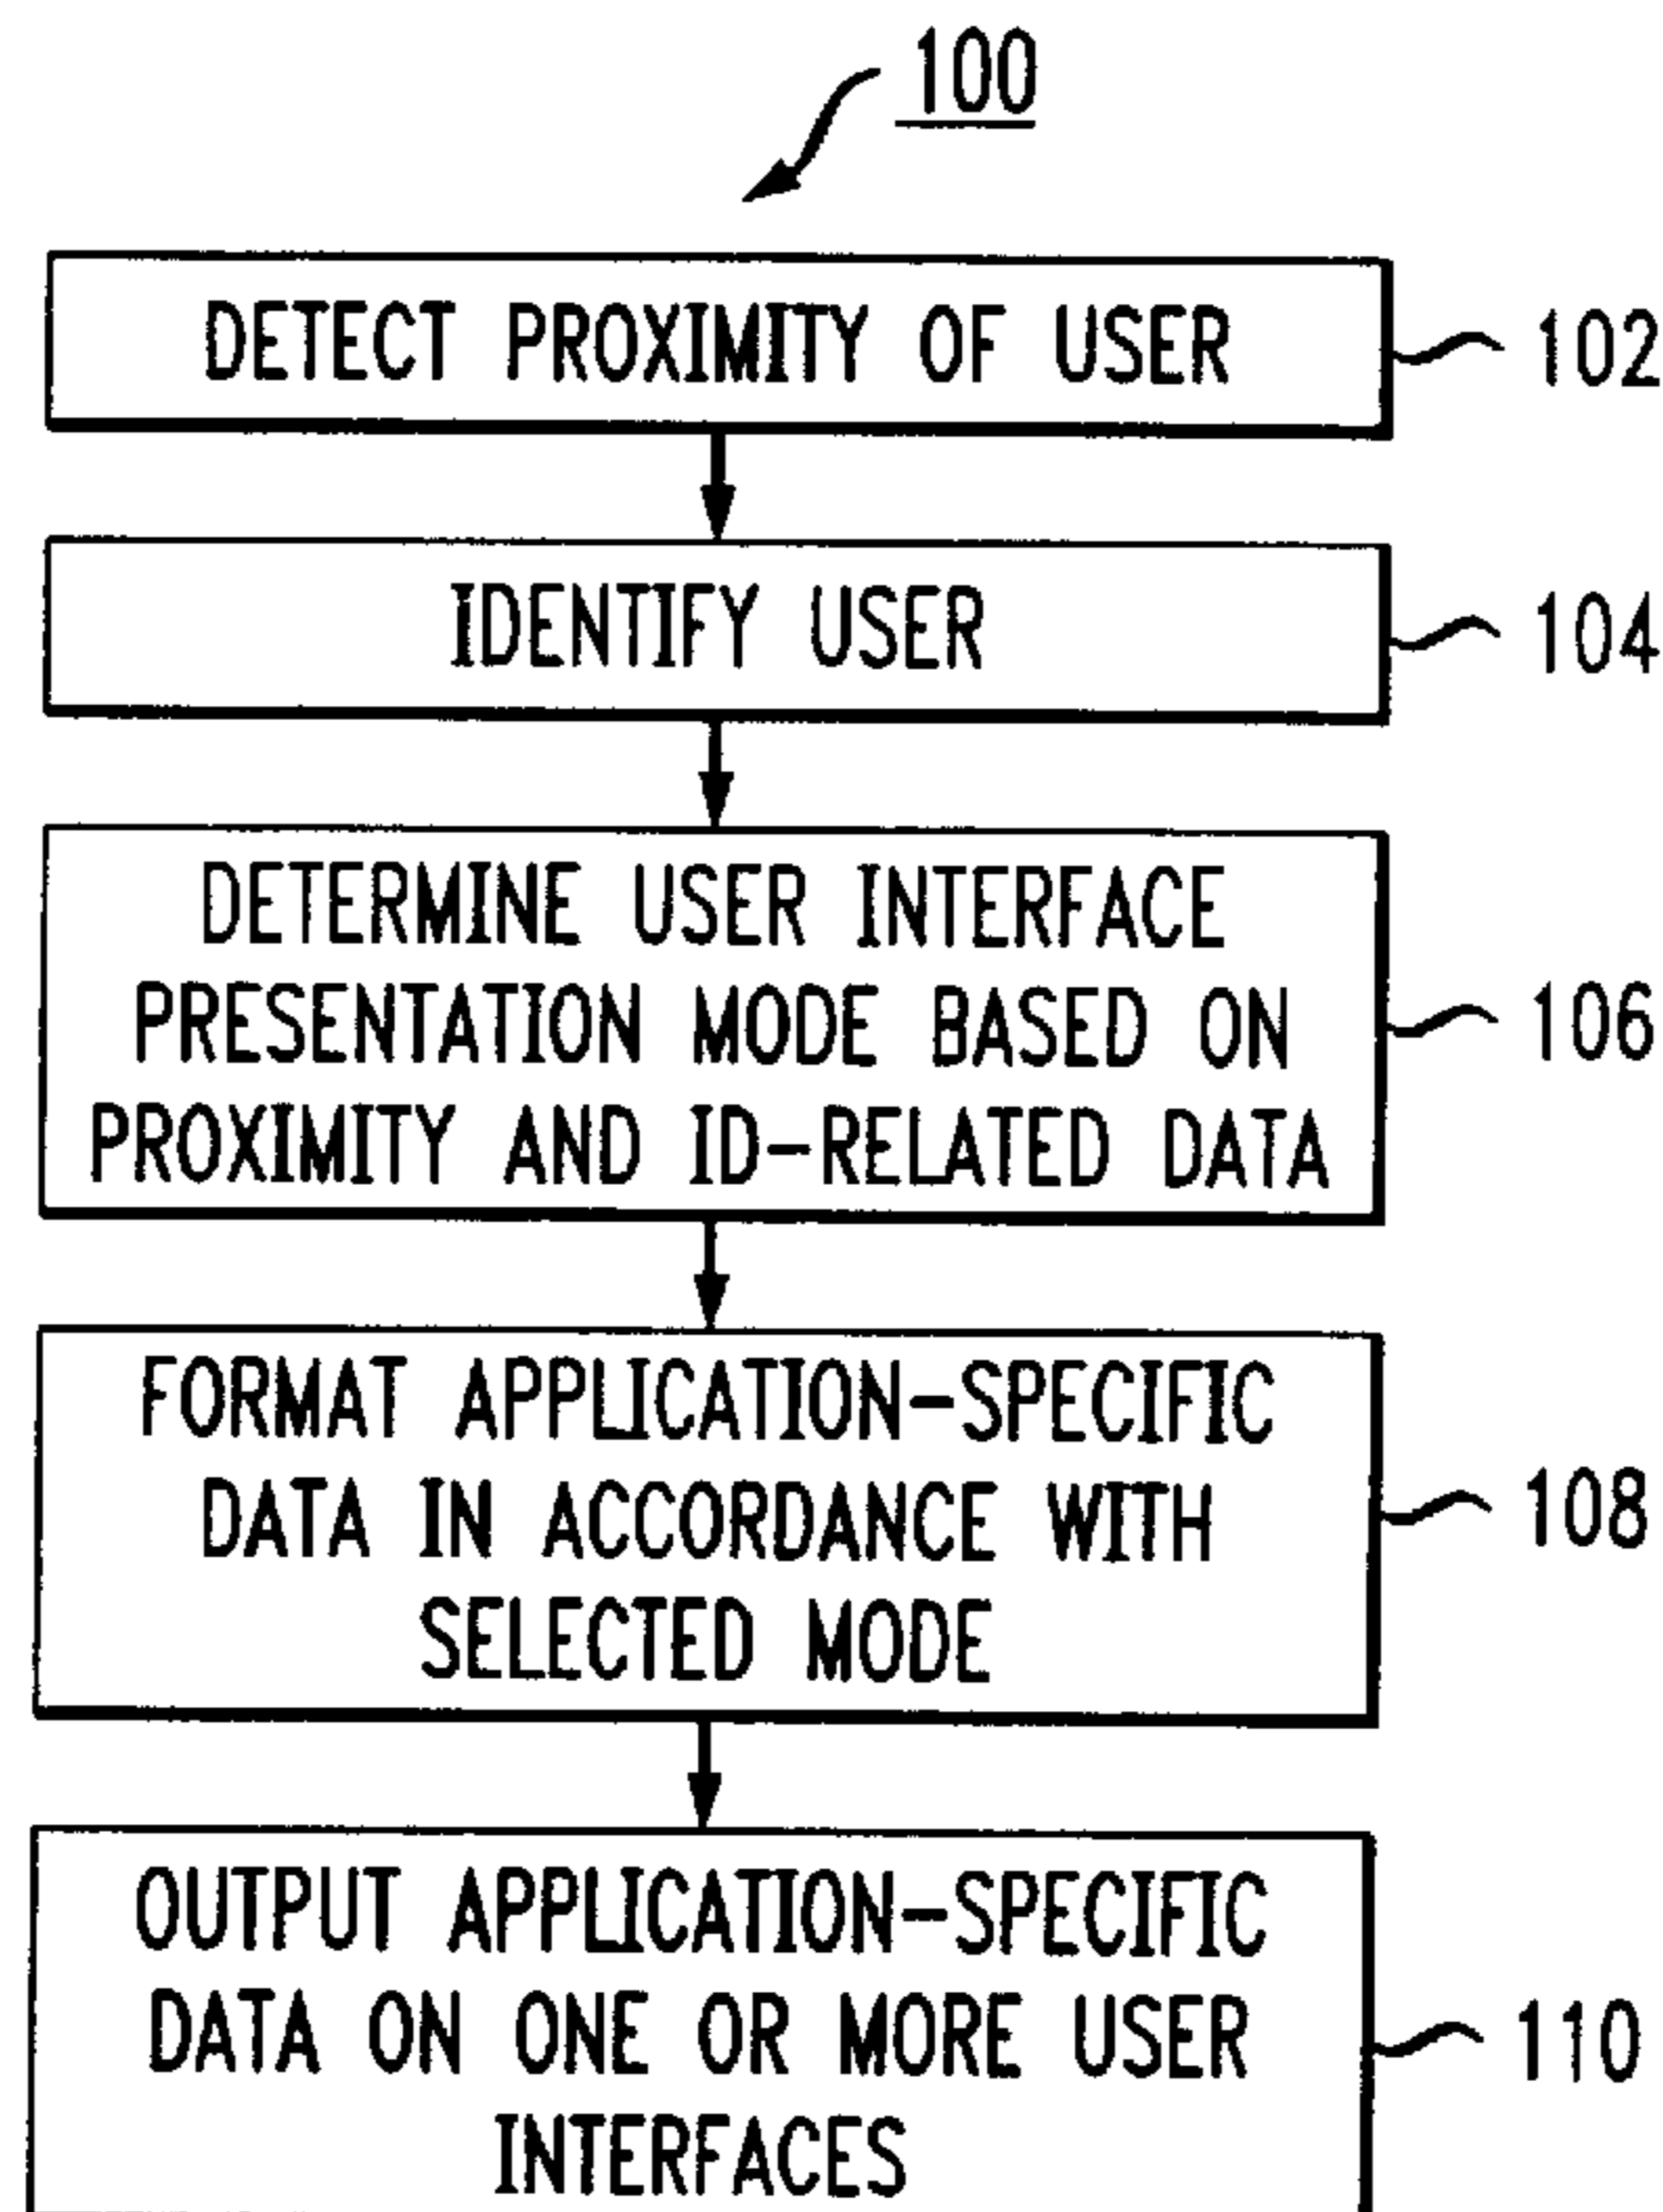 100
DETECT PROXIMITY OF USER
102
IDENTIFY USER
104
DETERMINE USER INTERFACE
PRESENTATION MODE BASED ON
PROXIMITY AND ID-RELATED DATA
106
FORMAT APPLICATION-SPECIFIC
DATA IN ACCORDANCE WITH
SELECTED MODE
108
OUTPUT APPLICATION-SPECIFIC
DATA ON ONE OR MORE USER
INTERFACES
110